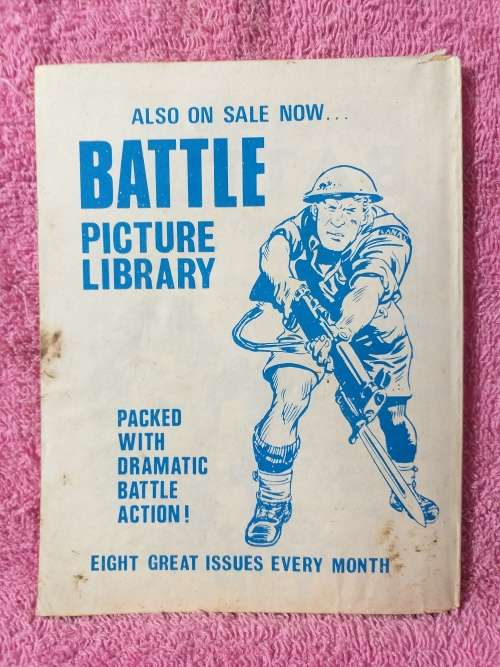 ALSO ON SALE NOW...
BATTLE
PICTURE
LIBRARY
PACKED
WITH
DRAMATIC
BATTLE
ACTION!
EIGHT GREAT ISSUES EVERY MONTH